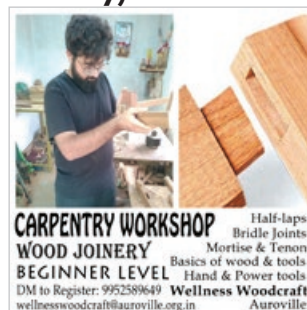 CARPENTRY WORKSHOP
WOOD JOINERY
BEGINNER LEVEL
DM to Register: 9952589649
wellnesswoodcraft@auroville.org.in
Half-laps
Bridle Joints
Mortise & Tenon
Basics of wood & tools
Hand & Power tools
Wellness Woodcraft
Auroville